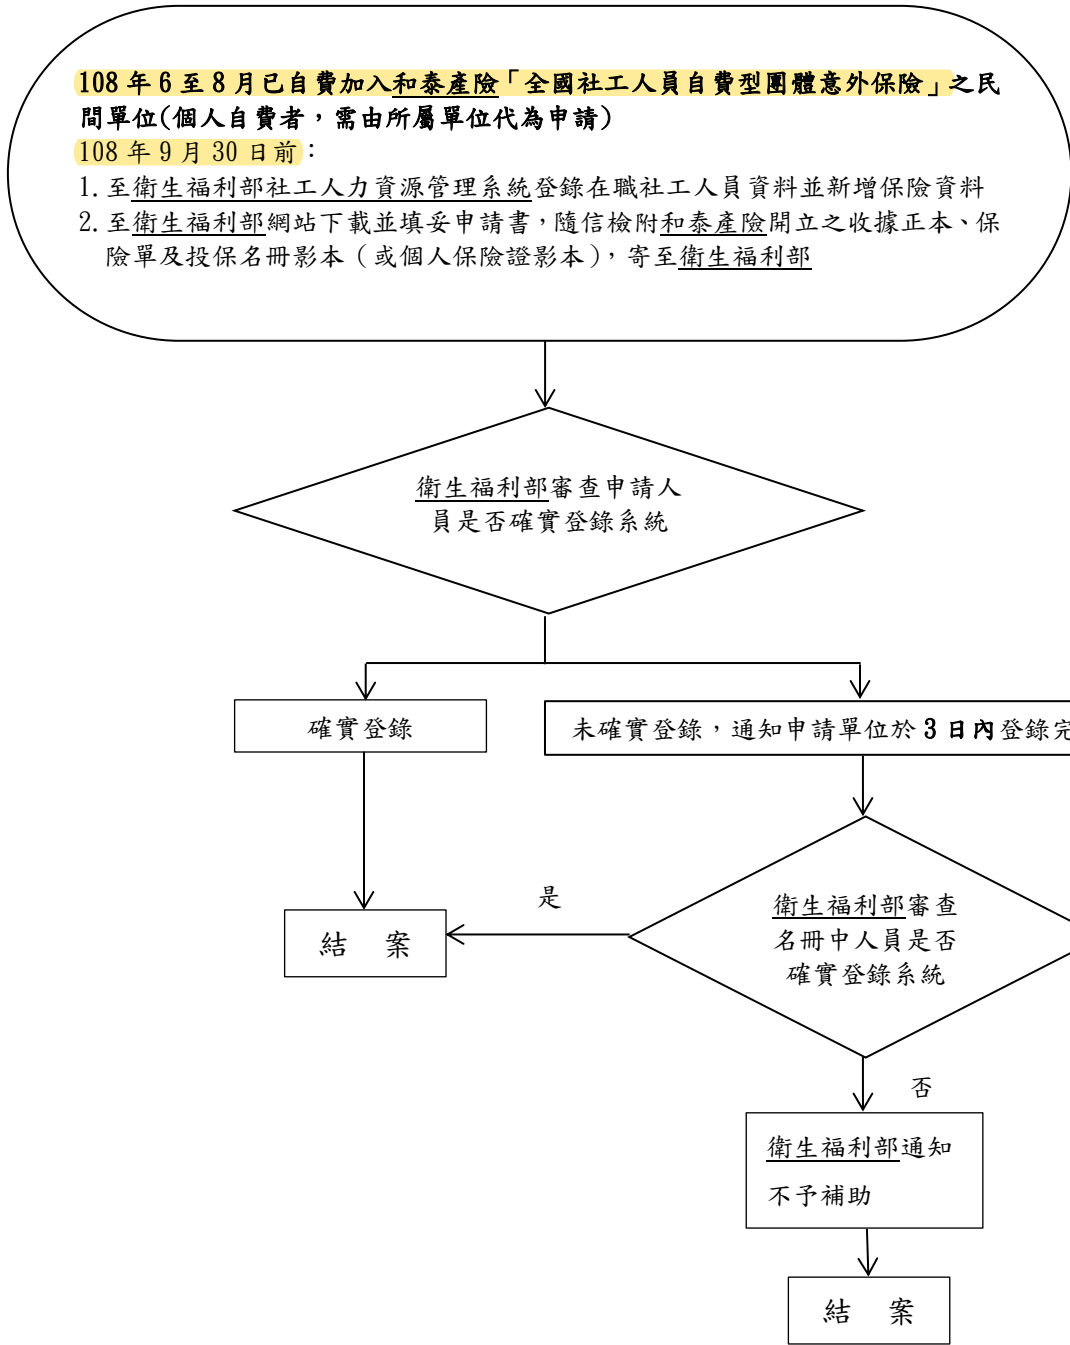 108 年 6 至 8 月已自費加入和泰產險「全國社工人員自費型團體意外保險」之民
間單位(個人自費者，需由所屬單位代為申請)
108 年 9 月 30 日前：
1. 至衛生福利部社工人力資源管理系統登錄在職社工人員資料並新增保險資料
2. 至衛生福利部網站下載並填妥申請書，隨信檢附和泰產險開立之收據正本、保
險單及投保名冊影本（或個人保險證影本），寄至衛生福利部
衛生福利部審查申請人
員是否確實登錄系統
確實登錄
未確實登錄，通知申請單位於 3 日內登錄完
是
衛生福利部審查
名冊中人員是否
確實登錄系統
結 案
否
衛生福利部通知
不予補助
結 案